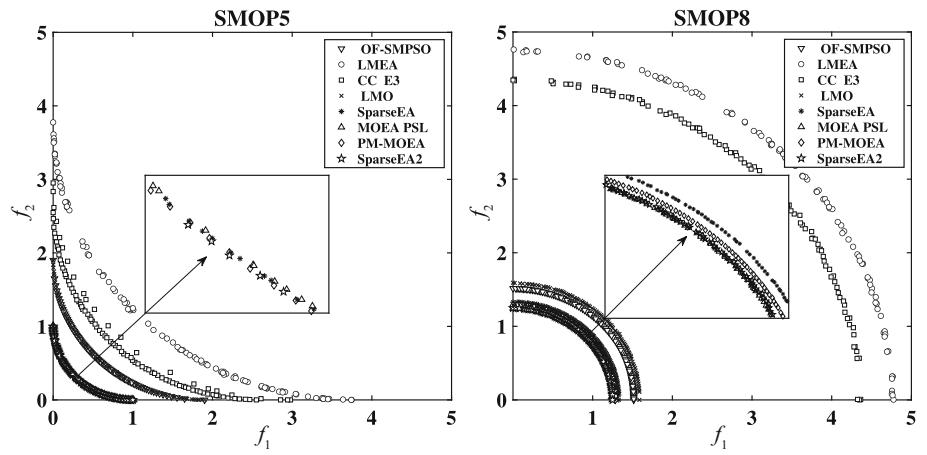 SMOP5
5
4
3
2
1
0
f2
0
1
2
3
4
5
f1
OF-SMPSO
LMEA
CC E3
LMO
SparseEA
MOEA PSL
PM-MOEA
SparseEA2
SMOP8
5
4
3
2
1
0
f2
1
2
3
4
5
f1
OF-SMPSO
LMEA
CC E3
LMO
SparseEA
MOEA PSL
PM-MOEA
SparseEA2